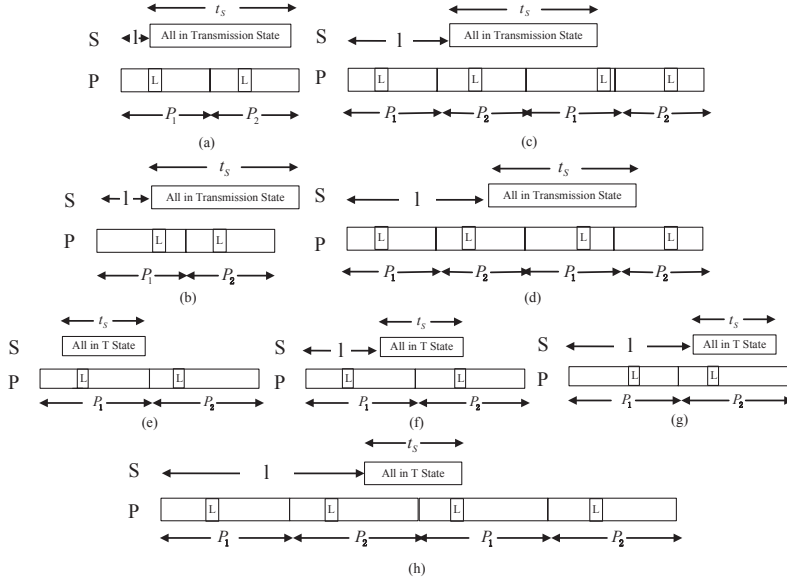 t_S t_S
S l All in Transmission State S l All in Transmission State
P L L P L L L L
P_1 P_2 P_1 P_2 P_1 P_2
(a) (c)
t_S t_S
S l All in Transmission State S l All in Transmission State
P L L P L L L L
P_1 P_2 P_1 P_2 P_1 P_2
(b) (d)
t_S t_S t_S
S All in T State S l All in T State S l All in T State
P L L P L L P L L
P_1 P_2 P_1 P_2 P_1 P_2
(e) (f) (g)
t_S
S l All in T State
P L L L L
P_1 P_2 P_1 P_2
(h)